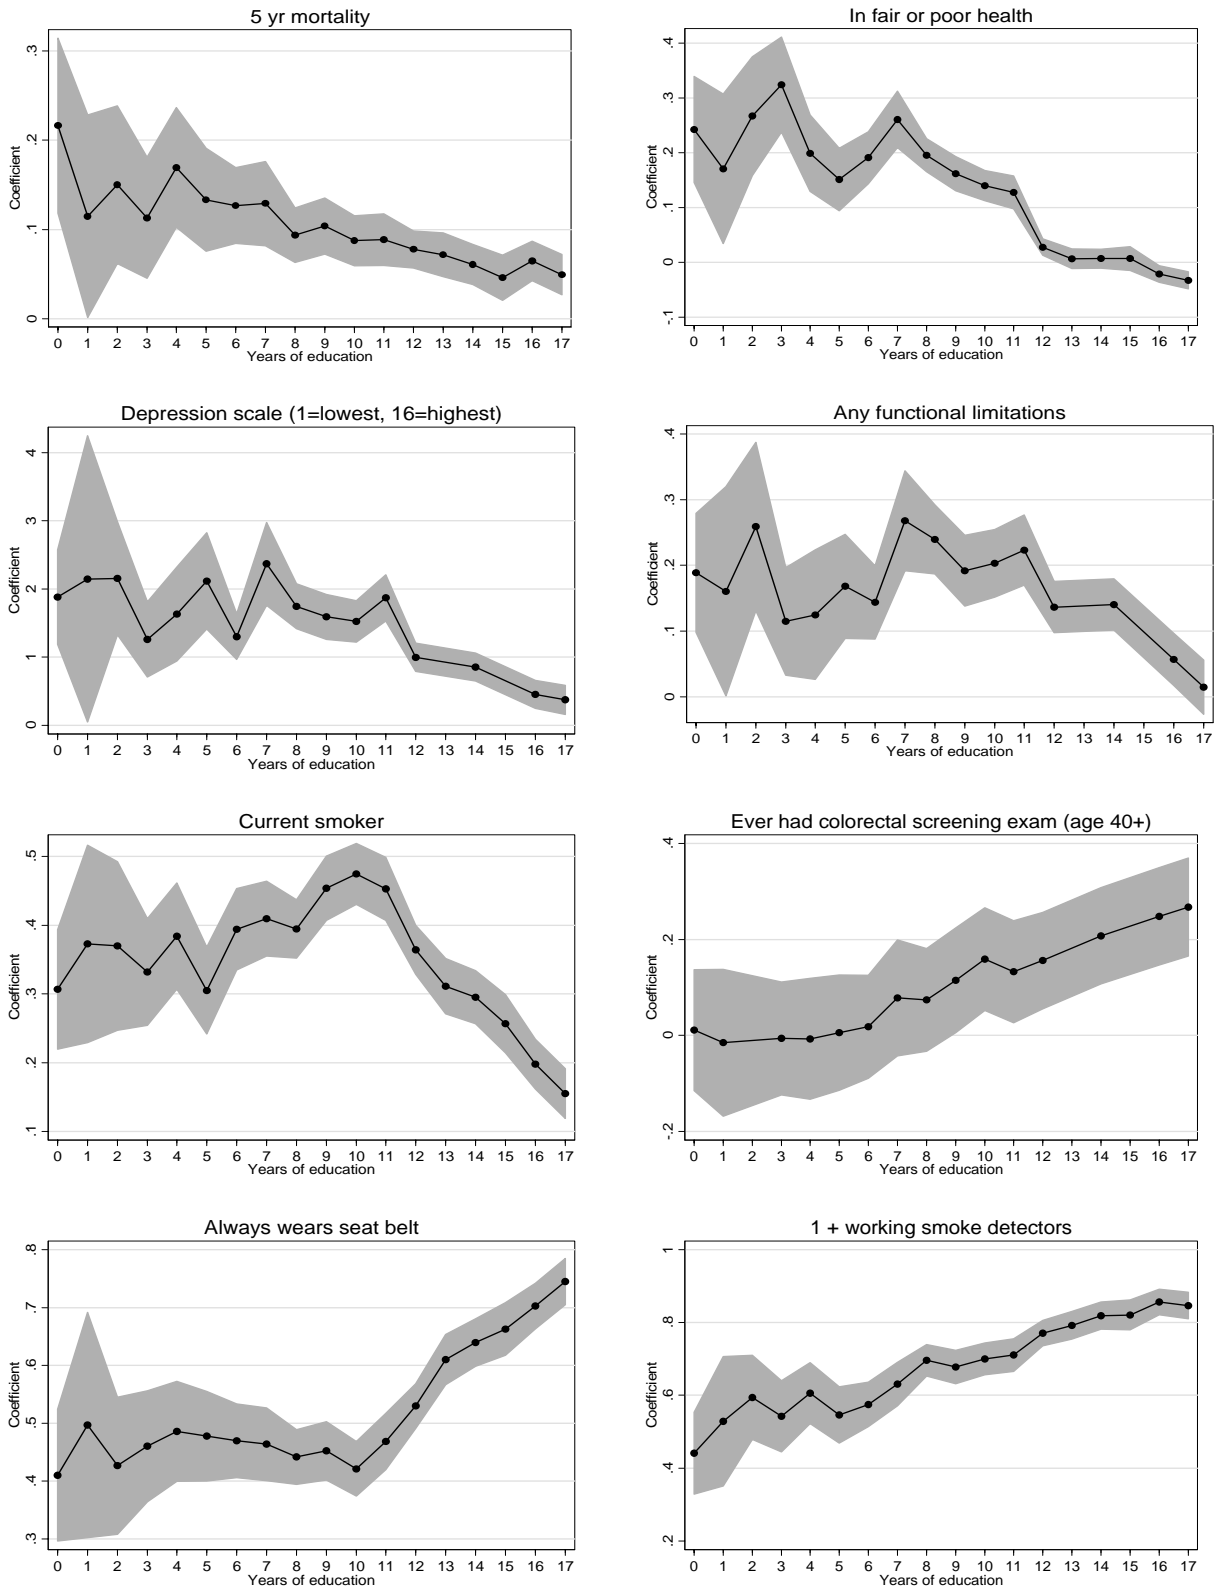 5 yr mortality
Coefficient
.3
.2
.1
0
0 1 2 3 4 5 6 7 8 9 10 11 12 13 14 15 16 17
Years of education
In fair or poor health
Coefficient
.4
.3
.2
.1
0
-.1
0 1 2 3 4 5 6 7 8 9 10 11 12 13 14 15 16 17
Years of education
Depression scale (1=lowest, 16=highest)
Coefficient
4
3
2
1
0
0 1 2 3 4 5 6 7 8 9 10 11 12 13 14 15 16 17
Years of education
Any functional limitations
Coefficient
.4
.3
.2
.1
0
0 1 2 3 4 5 6 7 8 9 10 11 12 13 14 15 16 17
Years of education
Current smoker
Coefficient
.5
.4
.3
.2
.1
0 1 2 3 4 5 6 7 8 9 10 11 12 13 14 15 16 17
Years of education
Ever had colorectal screening exam (age 40+)
Coefficient
.4
.2
0
-.2
0 1 2 3 4 5 6 7 8 9 10 11 12 13 14 15 16 17
Years of education
Always wears seat belt
Coefficient
.8
.7
.6
.5
.4
.3
0 1 2 3 4 5 6 7 8 9 10 11 12 13 14 15 16 17
Years of education
1 + working smoke detectors
Coefficient
1
.8
.6
.4
.2
0 1 2 3 4 5 6 7 8 9 10 11 12 13 14 15 16 17
Years of education